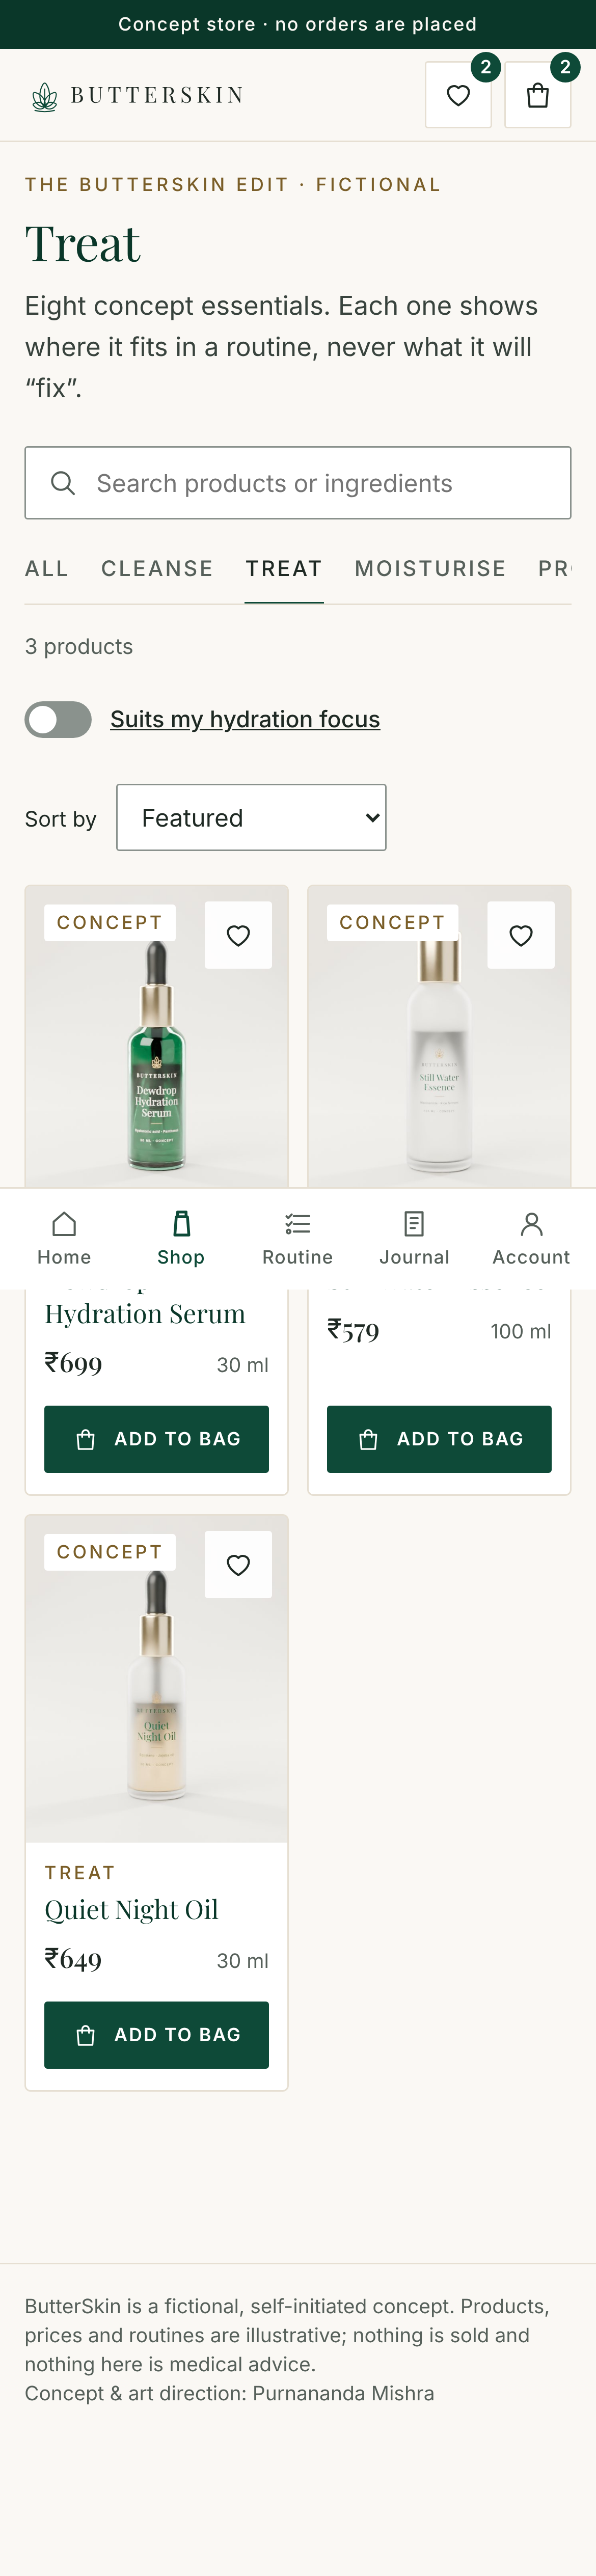 Concept store · no orders are placed
BUTTERSKIN
2
2
THE BUTTERSKIN EDIT · FICTIONAL
Treat
Eight concept essentials. Each one shows
where it fits in a routine, never what it will
“fix”.
Search products or ingredients
ALL CLEANSE TREAT MOISTURISE
3 products
Suits my hydration focus
Sort by Featured
CONCEPT
BUTTERSKIN
Dewdrop
Hydration
Serum
30 ML · CONCEPT
CONCEPT
Still Water
Essence
Home Shop Routine Journal Account
Hydration Serum
₹699 30 ml
ADD TO BAG
₹579 100 ml
ADD TO BAG
CONCEPT
BUTTERSKIN
Quiet
Night Oil
TREAT
Quiet Night Oil
₹649 30 ml
ADD TO BAG
ButterSkin is a fictional, self-initiated concept. Products,
prices and routines are illustrative; nothing is sold and
nothing here is medical advice.
Concept & art direction: Purnananda Mishra